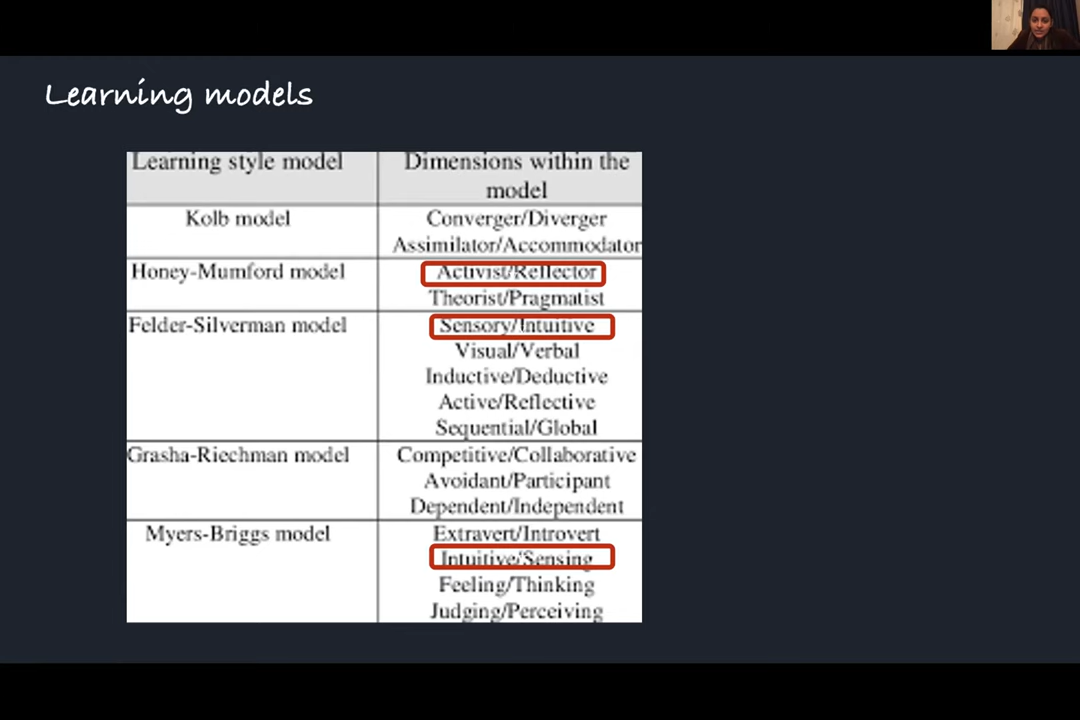 Learning models
Learning style model
Dimensions within the
model
Kolb model
Converger/Diverger
Assimilator/Accommodator
Honey-Mumford model
Activist/Reflector
Theorist/Pragmatist
Felder-Silverman model
Sensory/Intuitive
Visual/Verbal
Inductive/Deductive
Active/Reflective
Sequential/Global
Grasha-Riechman model
Competitive/Collaborative
Avoidant/Participant
Dependent/Independent
Myers-Briggs model
Extravert/Introvert
Intuitive/Sensing
Feeling/Thinking
Judging/Perceiving